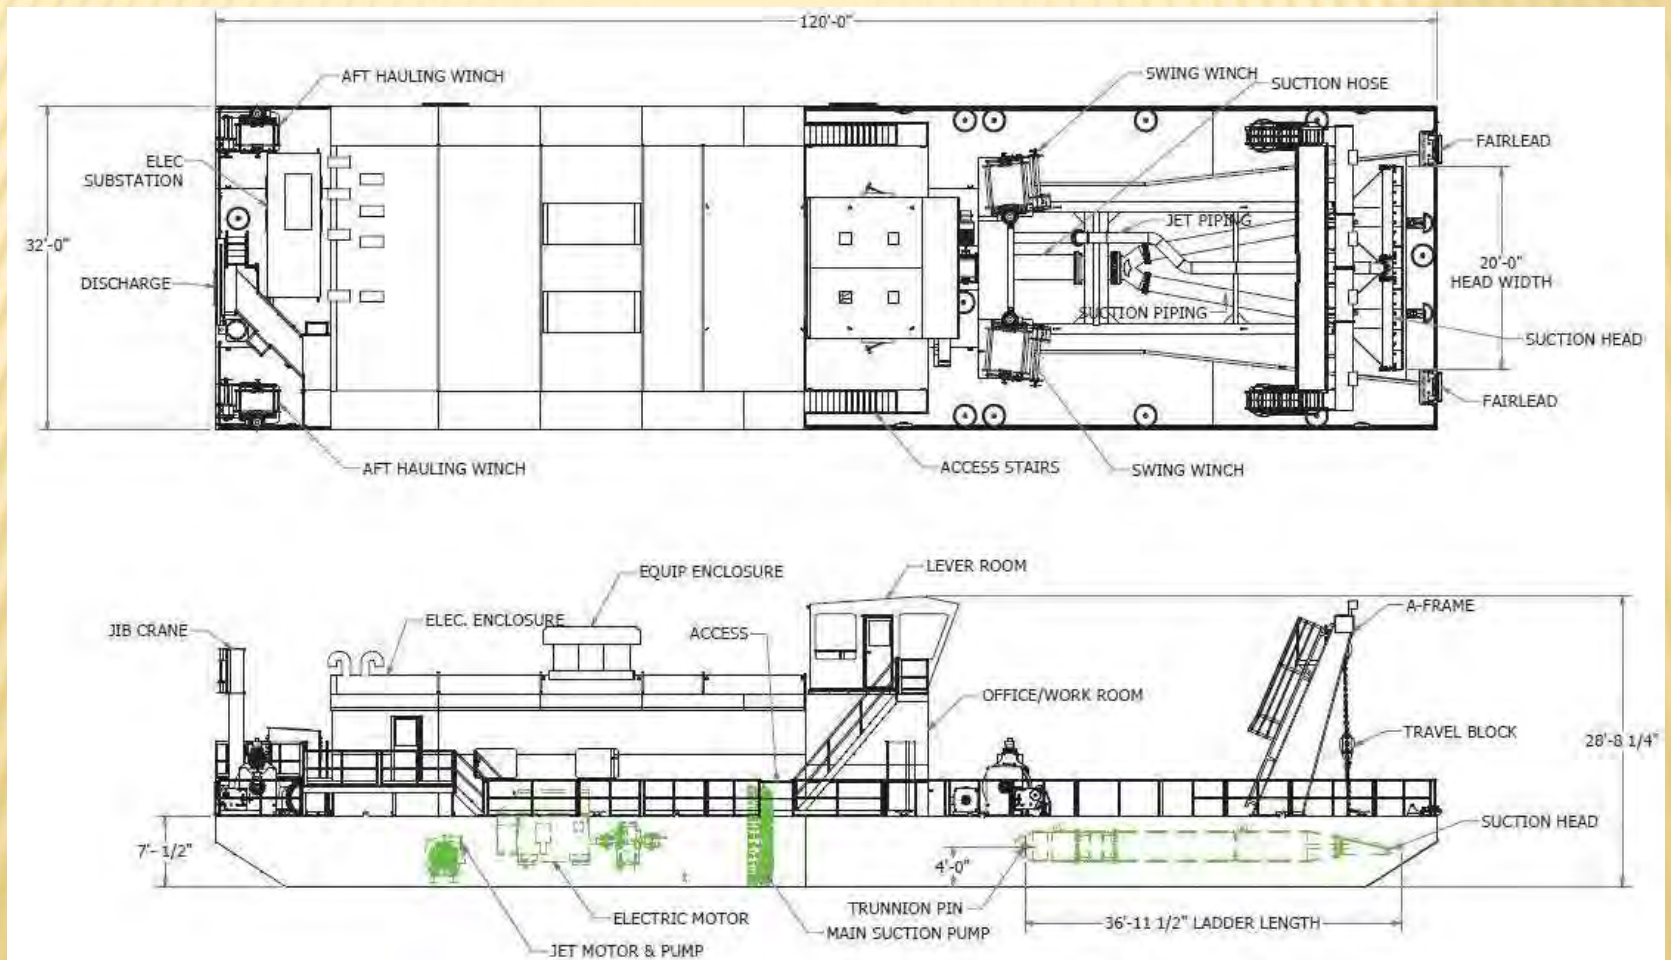 120'-0"
AFT HAULING WINCH
SWING WINCH
SUCTION HOSE
FAIRLEAD
ELEC
SUBSTATION
JET PIPING
32'-0"
20'-0"
HEAD WIDTH
DISCHARGE
SUCTION PIPING
SUCTION HEAD
FAIRLEAD
AFT HAULING WINCH
ACCESS STAIRS
SWING WINCH
EQUIP ENCLOSURE
LEVER ROOM
JIB CRANE
ELEC. ENCLOSURE
ACCESS
A-FRAME
OFFICE/WORK ROOM
TRAVEL BLOCK
28'-8 1/4"
SUCTION HEAD
7'- 1/2"
4'-0"
TRUNNION PIN
ELECTRIC MOTOR
36'-11 1/2" LADDER LENGTH
MAIN SUCTION PUMP
JET MOTOR & PUMP